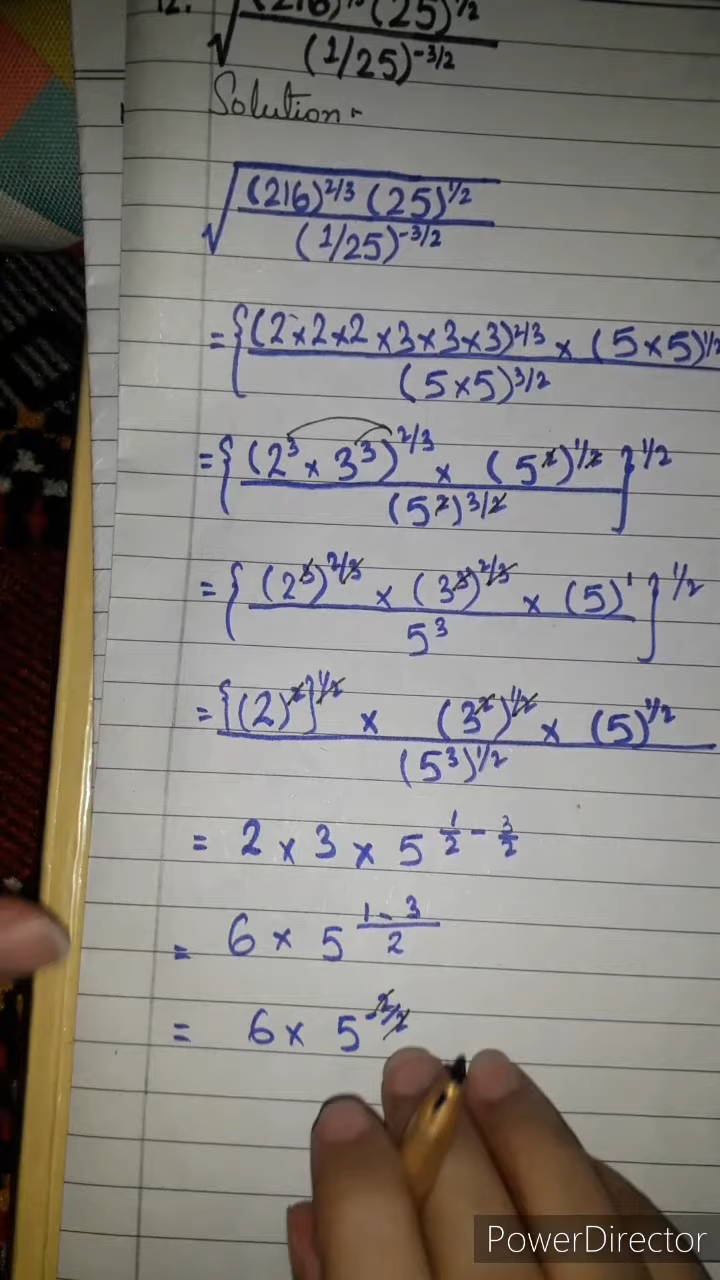 12. √(216)^2/3 (25)^1/2
(1/25)^-3/2
Solution:-
√(216)^2/3 (25)^1/2
(1/25)^-3/2
= { (2×2×2×3×3×3)^2/3 × (5×5)^1/2
(5×5)^3/2
= { (2^3 × 3^3)^2/3 × (5^2)^1/2 }^1/2
(5^2)^3/2
= { (2^3)^2/3 × (3^3)^2/3 × (5)^1 }^1/2
5^3
= {(2)^2}^1/2 × (3^2)^1/2 × (5)^1/2
(5^3)^1/2
= 2 × 3 × 5^1/2 - 3/2
= 6 × 5^1-3/2
= 6 × 5^-2/2
PowerDirector